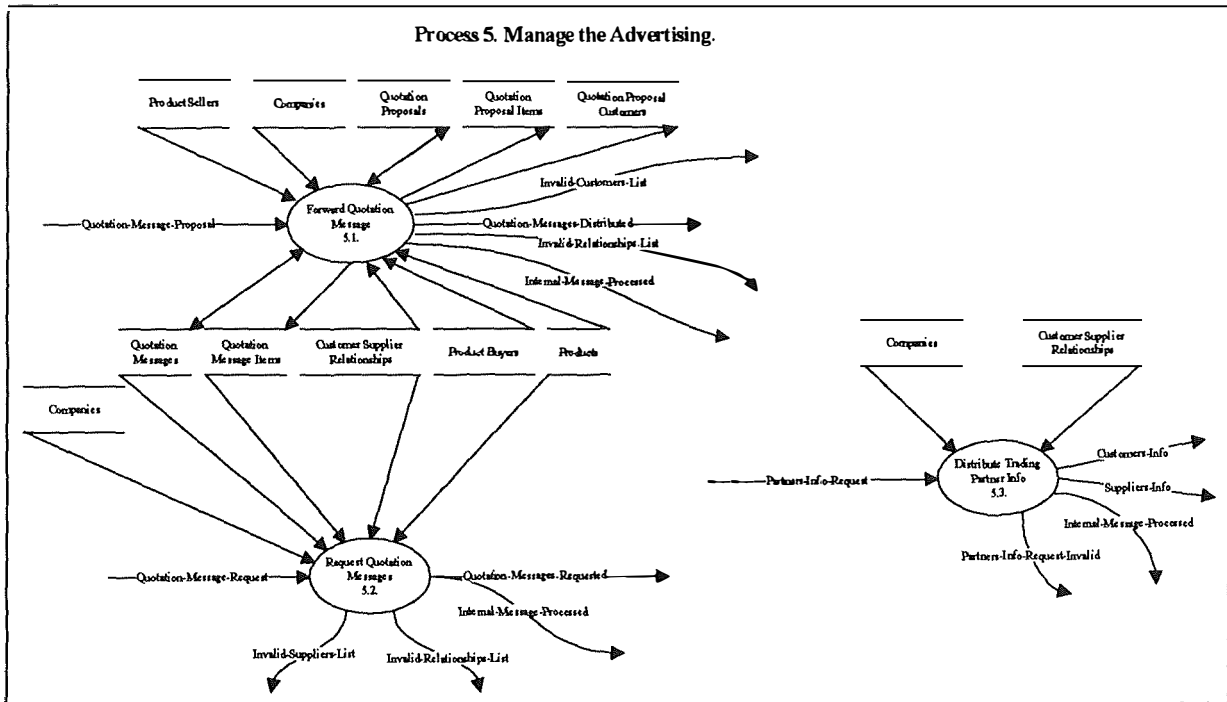 Process 5. Manage the Advertising.
Product Sellers
Companies
Quotation
Proposals
Quotation
Proposal Items
Quotation Proposal
Customers
Invalid-Customers-List
Forward Quotation
Message
5.1.
Quotation-Message-Proposal
Quotation-Messages-Distributed
Invalid-Relationships-List
Internal-Message-Processed
Quotation
Messages
Quotation
Message Items
Customer Supplier
Relationships
Product Buyers
Products
Companies
Customer Supplier
Relationships
Companies
Partners-Info-Request
Distribute Trading
Partner Info
5.3.
Customers-Info
Suppliers-Info
Internal-Message-Processed
Partners-Info-Request-Invalid
Quotation-Message-Request
Request Quotation
Messages
5.2.
Quotation-Messages-Requested
Internal-Message-Processed
Invalid-Suppliers-List
Invalid-Relationships-List